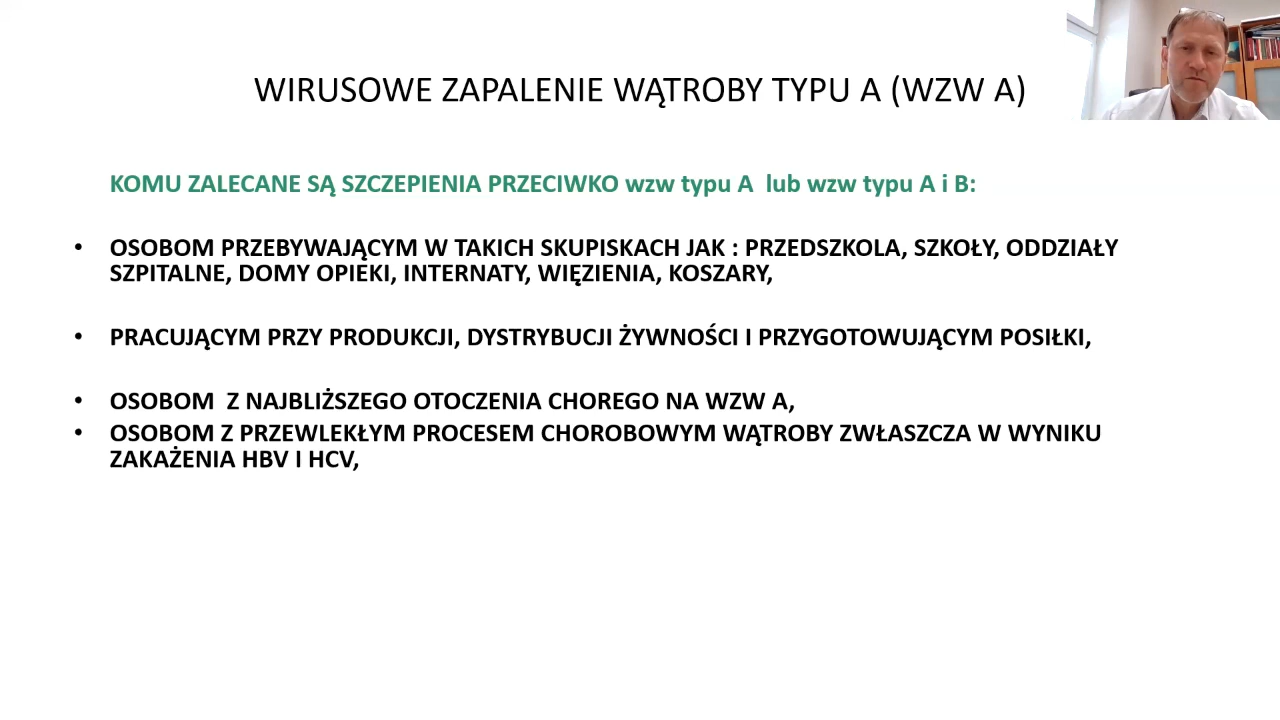 WIRUSOWE ZAPALENIE WĄTROBY TYPU A (WZW A)
KOMU ZALECANE SĄ SZCZEPIENIA PRZECIWKO wzw typu A  lub wzw typu A i B:
• OSOBOM PRZEBYWAJĄCYM W TAKICH SKUPISKACH JAK : PRZEDSZKOLA, SZKOŁY, ODDZIAŁY
SZPITALNE, DOMY OPIEKI, INTERNATY, WIĘZIENIA, KOSZARY,
• PRACUJĄCYM PRZY PRODUKCJI, DYSTRYBUCJI ŻYWNOŚCI I PRZYGOTOWUJĄCYM POSIŁKI,
• OSOBOM  Z NAJBLIŻSZEGO OTOCZENIA CHOREGO NA WZW A,
• OSOBOM Z PRZEWLEKŁYM PROCESEM CHOROBOWYM WĄTROBY ZWŁASZCZA W WYNIKU
ZAKAŻENIA HBV I HCV,